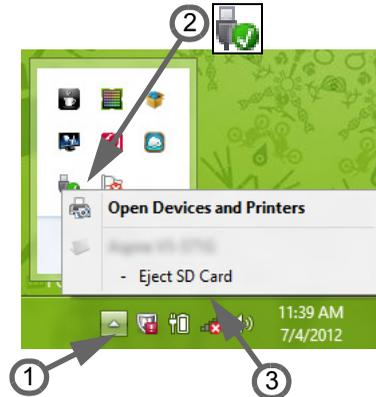 2
Open Devices and Printers
- Eject SD Card
11:39 AM
7/4/2012
1
3